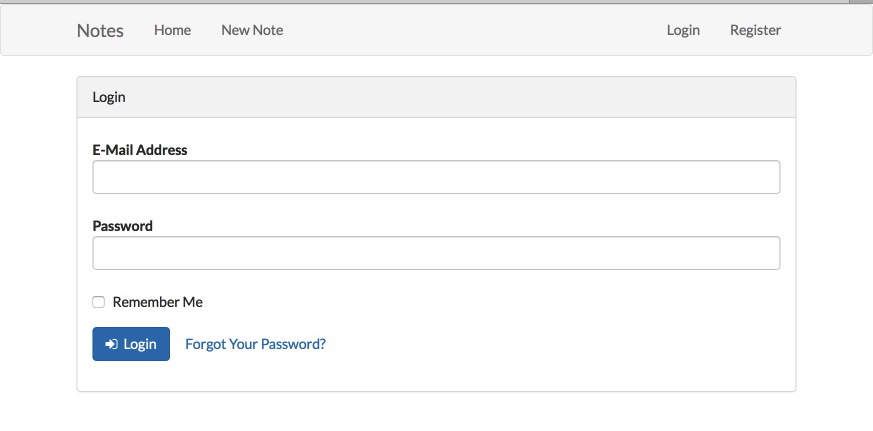 Notes Home New Note Login Register
Login
E-Mail Address
Password
Remember Me
Login Forgot Your Password?